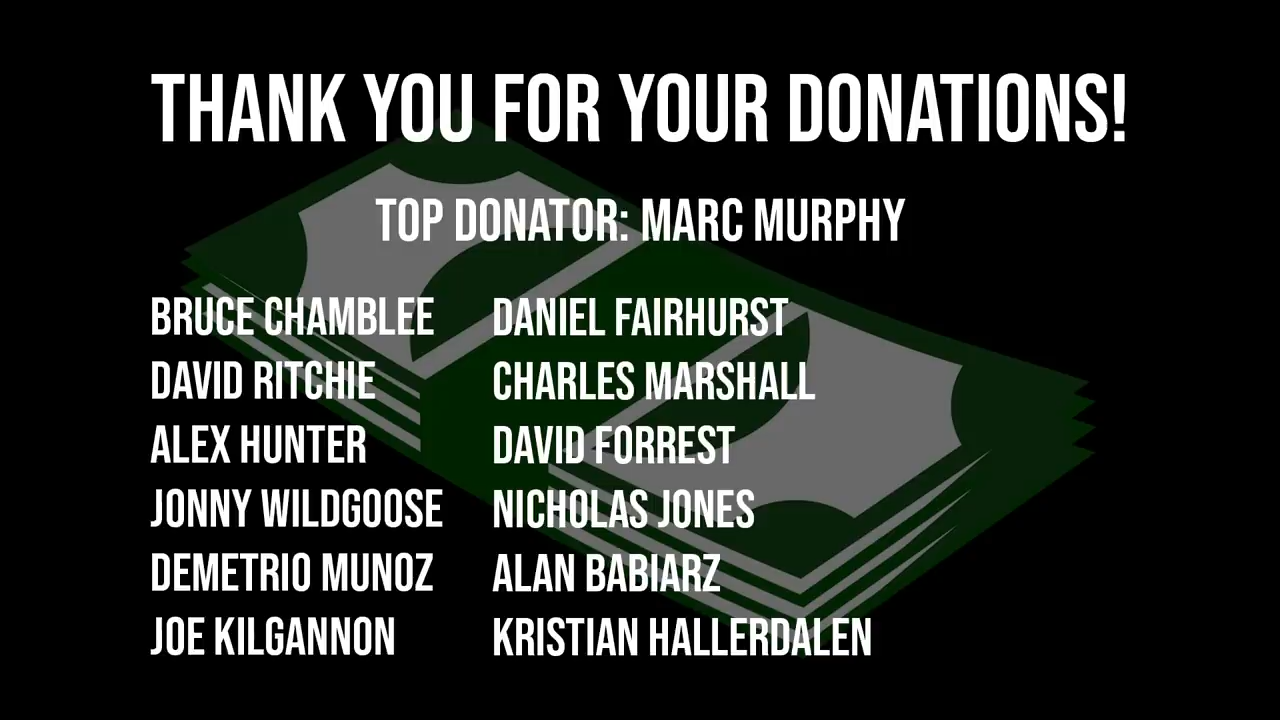 THANK YOU FOR YOUR DONATIONS!
TOP DONATOR: MARC MURPHY
BRUCE CHAMBLEE
DAVID RITCHIE
ALEX HUNTER
JONNY WILDGOOSE
DEMETRIO MUNOZ
JOE KILGANNON
DANIEL FAIRHURST
CHARLES MARSHALL
DAVID FORREST
NICHOLAS JONES
ALAN BABIARZ
KRISTIAN HALLERDALEN